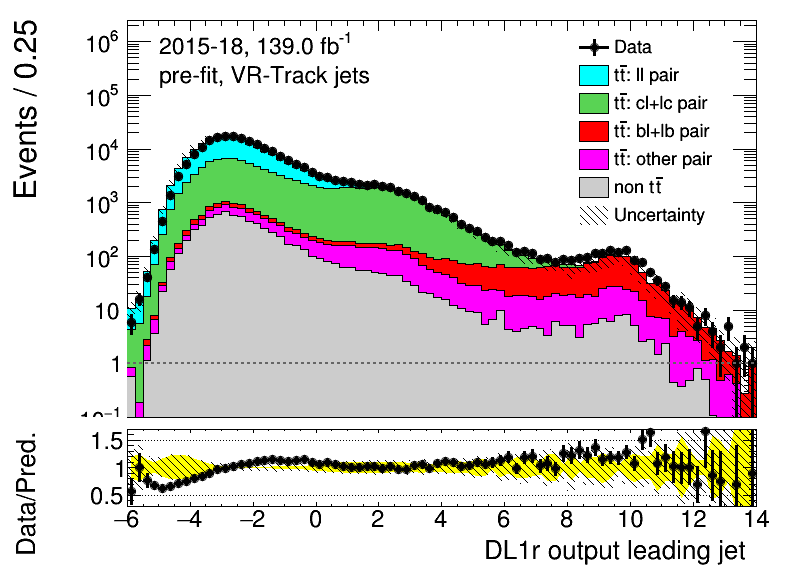 Events / 0.25
10⁶
10⁵
10⁴
10³
10²
10
1
10⁻¹
2015-18, 139.0 fb⁻¹
pre-fit, VR-Track jets
Data
tt̄: ll pair
tt̄: cl+lc pair
tt̄: bl+lb pair
tt̄: other pair
non tt̄
Uncertainty
Data/Pred.
1.5
1
0.5
−6 −4 −2 0 2 4 6 8 10 12 14
DL1r output leading jet